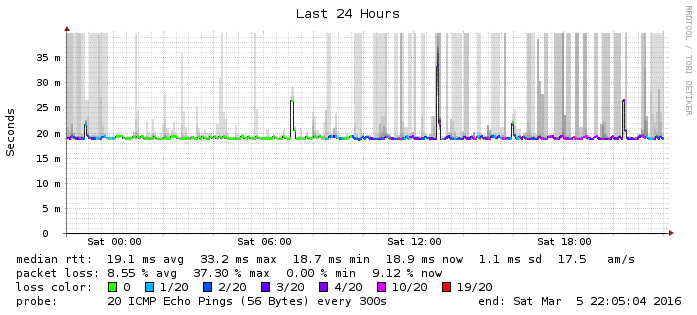 Last 24 Hours
RRDTOOL / TOBI OETIKER
Seconds
35 m
30 m
25 m
20 m
15 m
10 m
5 m
0
Sat 00:00 Sat 06:00 Sat 12:00 Sat 18:00
median rtt: 19.1 ms avg 33.2 ms max 18.7 ms min 18.9 ms now 1.1 ms sd 17.5 am/s
packet loss: 8.55 % avg 37.30 % max 0.00 % min 9.12 % now
loss color: 0 1/20 2/20 3/20 4/20 10/20 19/20
probe: 20 ICMP Echo Pings (56 Bytes) every 300s end: Sat Mar 5 22:05:04 2016